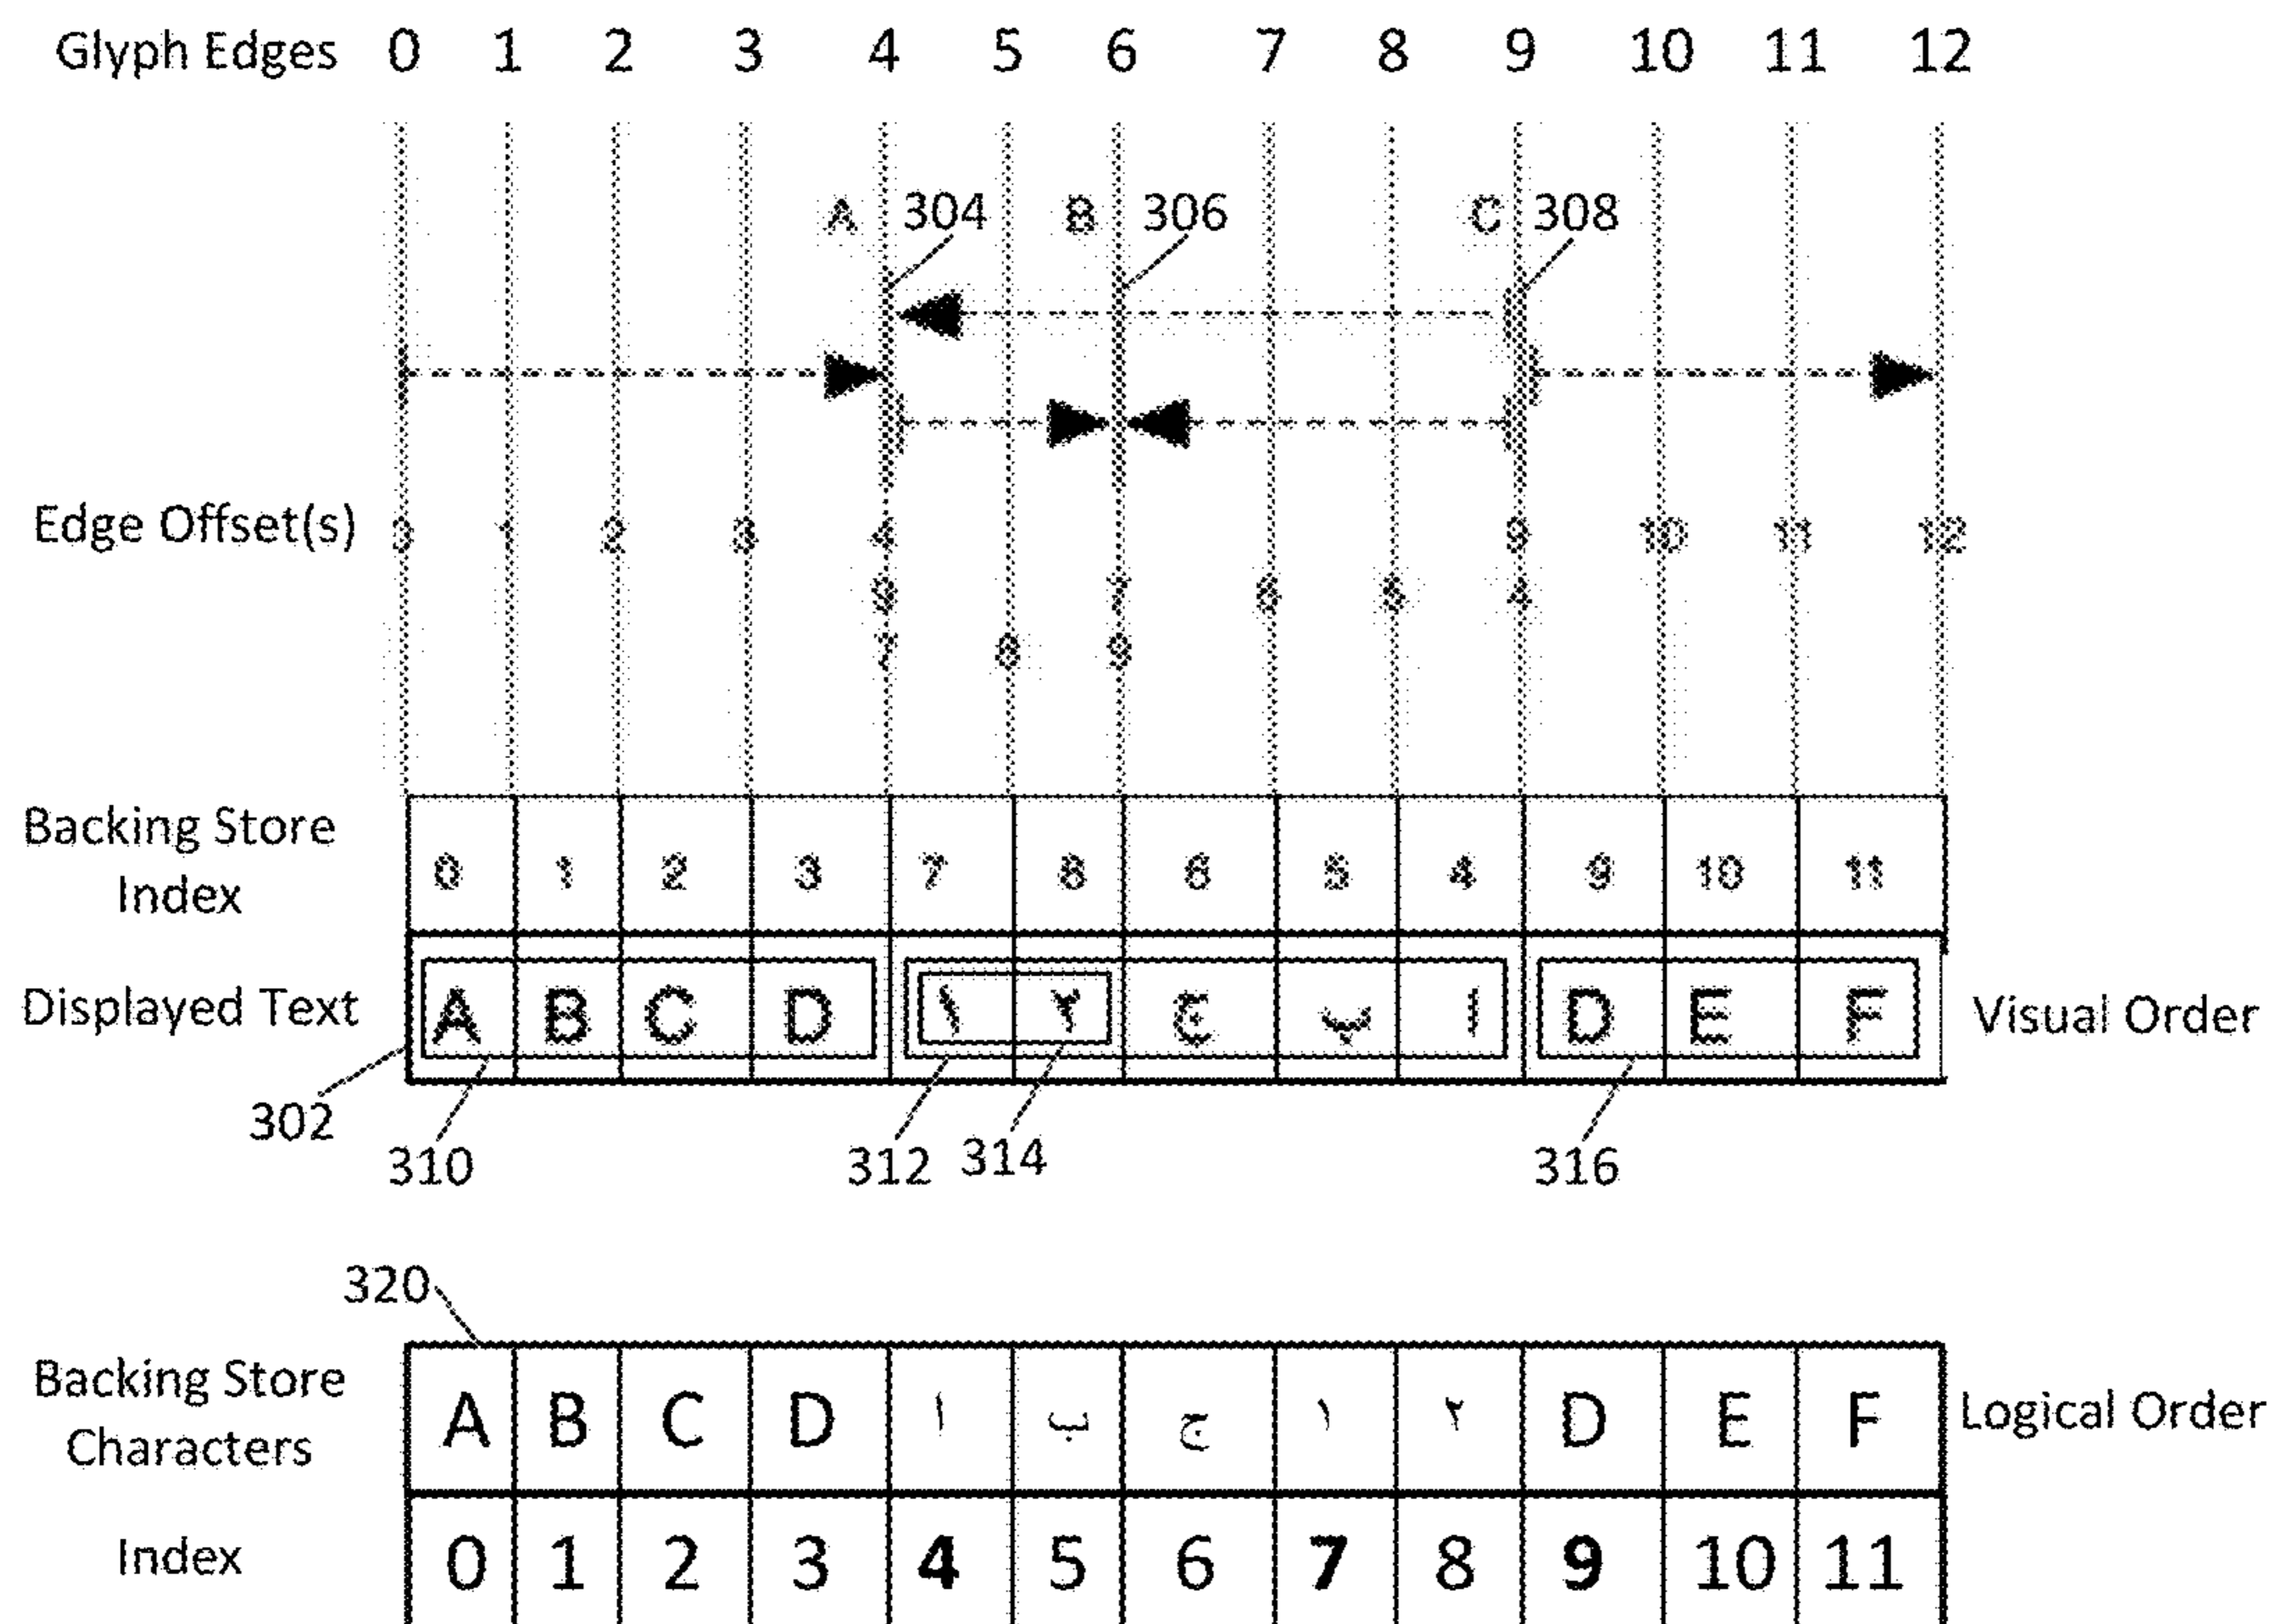 Glyph Edges 0 1 2 3 4 5 6 7 8 9 10 11 12
A 304 B 306 C 308
Edge Offset(s) 0 1 2 3 4 9 10 11 12
9 7 6 5 4
7 8 9
Backing Store Index 0 1 2 3 7 8 6 5 4 9 10 11
Displayed Text A B C D ١ ٢ ج ب ا D E F Visual Order
302 310 312 314 316
320
Backing Store Characters A B C D ا ب ج ١ ٢ D E F Logical Order
Index 0 1 2 3 4 5 6 7 8 9 10 11